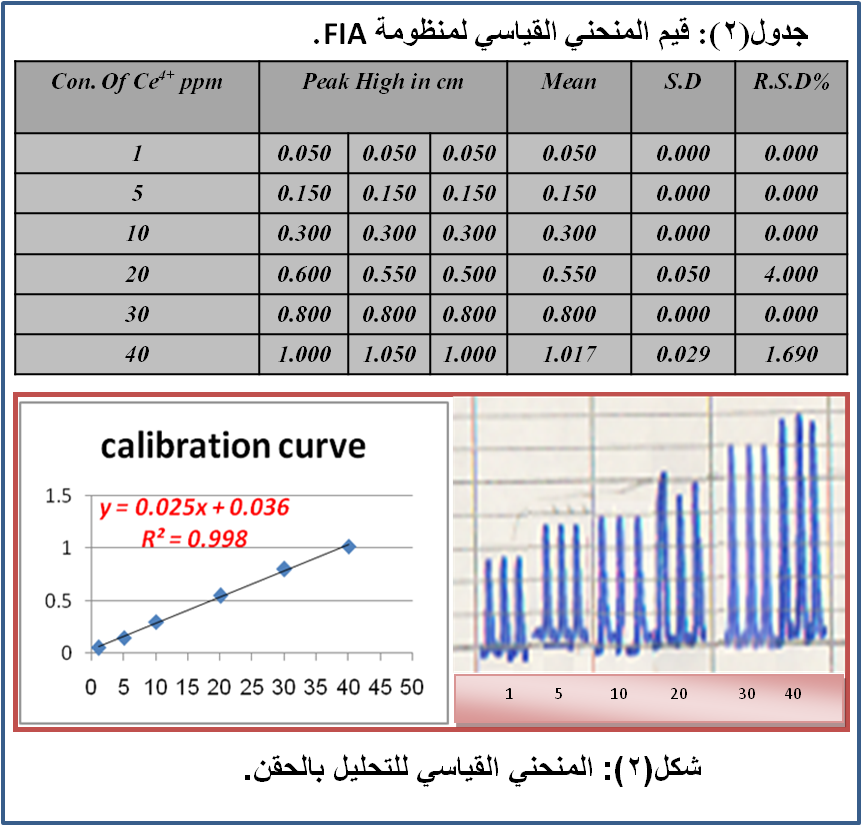 جدول(٢): قيم المنحني القياسي لمنظومة FIA.
Con. Of Ce4+ ppm Peak High in cm Mean S.D R.S.D%
1 0.050 0.050 0.050 0.050 0.000 0.000
5 0.150 0.150 0.150 0.150 0.000 0.000
10 0.300 0.300 0.300 0.300 0.000 0.000
20 0.600 0.550 0.500 0.550 0.050 4.000
30 0.800 0.800 0.800 0.800 0.000 0.000
40 1.000 1.050 1.000 1.017 0.029 1.690
calibration curve
y = 0.025x + 0.036
R² = 0.998
1.5
1
0.5
0
0 5 10 15 20 25 30 35 40 45 50
1 5 10 20 30 40
شكل(٢): المنحني القياسي للتحليل بالحقن.